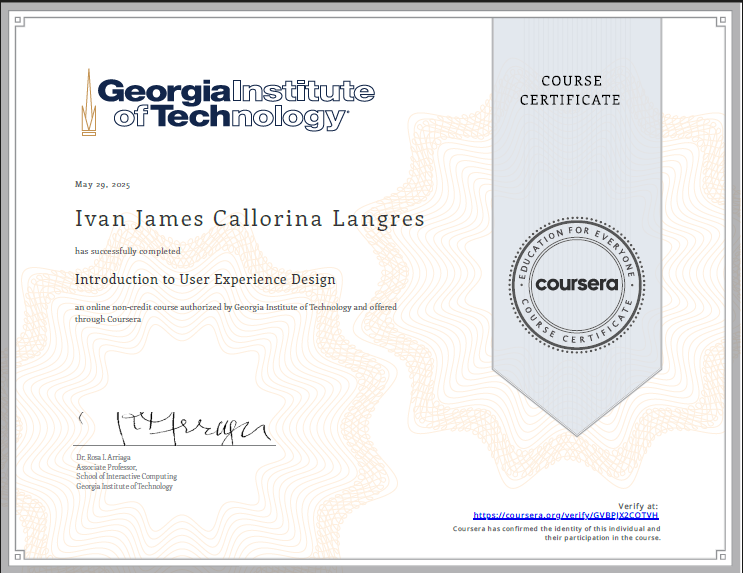 Georgia Institute
of Technology
COURSE
CERTIFICATE
May 29, 2025
Ivan James Callorina Langres
has successfully completed
Introduction to User Experience Design
an online non-credit course authorized by Georgia Institute of Technology and offered
through Coursera
EDUCATION FOR EVERYONE
coursera
COURSE CERTIFICATE
Dr. Rosa I. Arriaga
Associate Professor,
School of Interactive Computing
Georgia Institute of Technology
Verify at:
https://coursera.org/verify/GVBPJX2COTVH
Coursera has confirmed the identity of this individual and
their participation in the course.